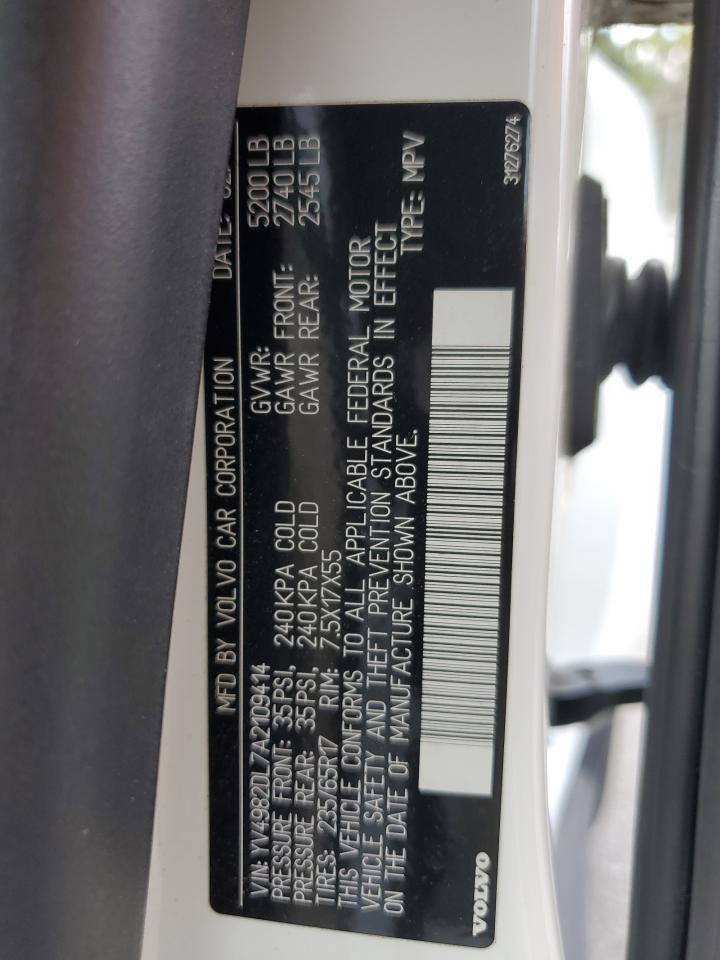 MFD BY VOLVO CAR CORPORATION DATE:
VIN: YV4982DL7A2109414 GVWR: 5200 LB
PRESSURE FRONT: 35PSI, 240KPA COLD GAWR FRONT: 2740 LB
PRESSURE REAR: 35PSI, 240KPA COLD GAWR REAR: 2545 LB
TIRES: 235/65R17 RIM: 7.5X17X55
THIS VEHICLE CONFORMS TO ALL APPLICABLE FEDERAL MOTOR
VEHICLE SAFETY AND THEFT PREVENTION STANDARDS IN EFFECT
ON THE DATE OF MANUFACTURE SHOWN ABOVE. TYPE: MPV
VOLVO 31276274